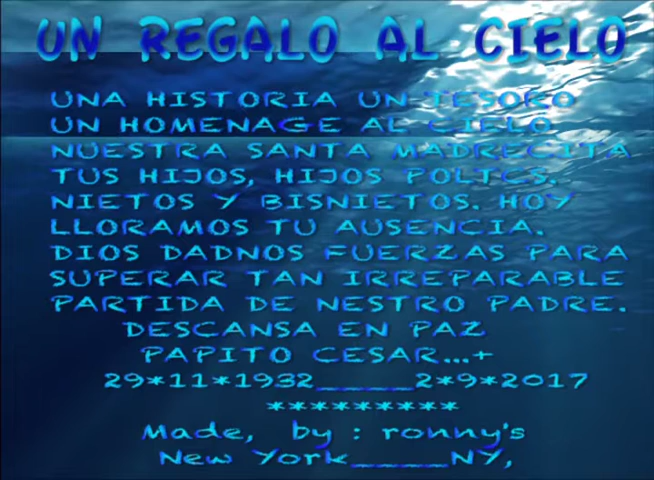 UN REGALO AL CIELO
UNA HISTORIA UN TESORO
UN HOMENAGE AL CIELO
NUESTRA SANTA MADRECITA
TUS HIJOS, HIJOS POLTCS.
NIETOS Y BISNIETOS. HOY
LLORAMOS TU AUSENCIA.
DIOS DADNOS FUERZAS PARA
SUPERAR TAN IRREPARABLE
PARTIDA DE NESTRO PADRE.
DESCANSA EN PAZ
PAPITO CESAR...+
29*11*1932_____2*9*2017
*********
Made, by : ronny's
New York_____NY,